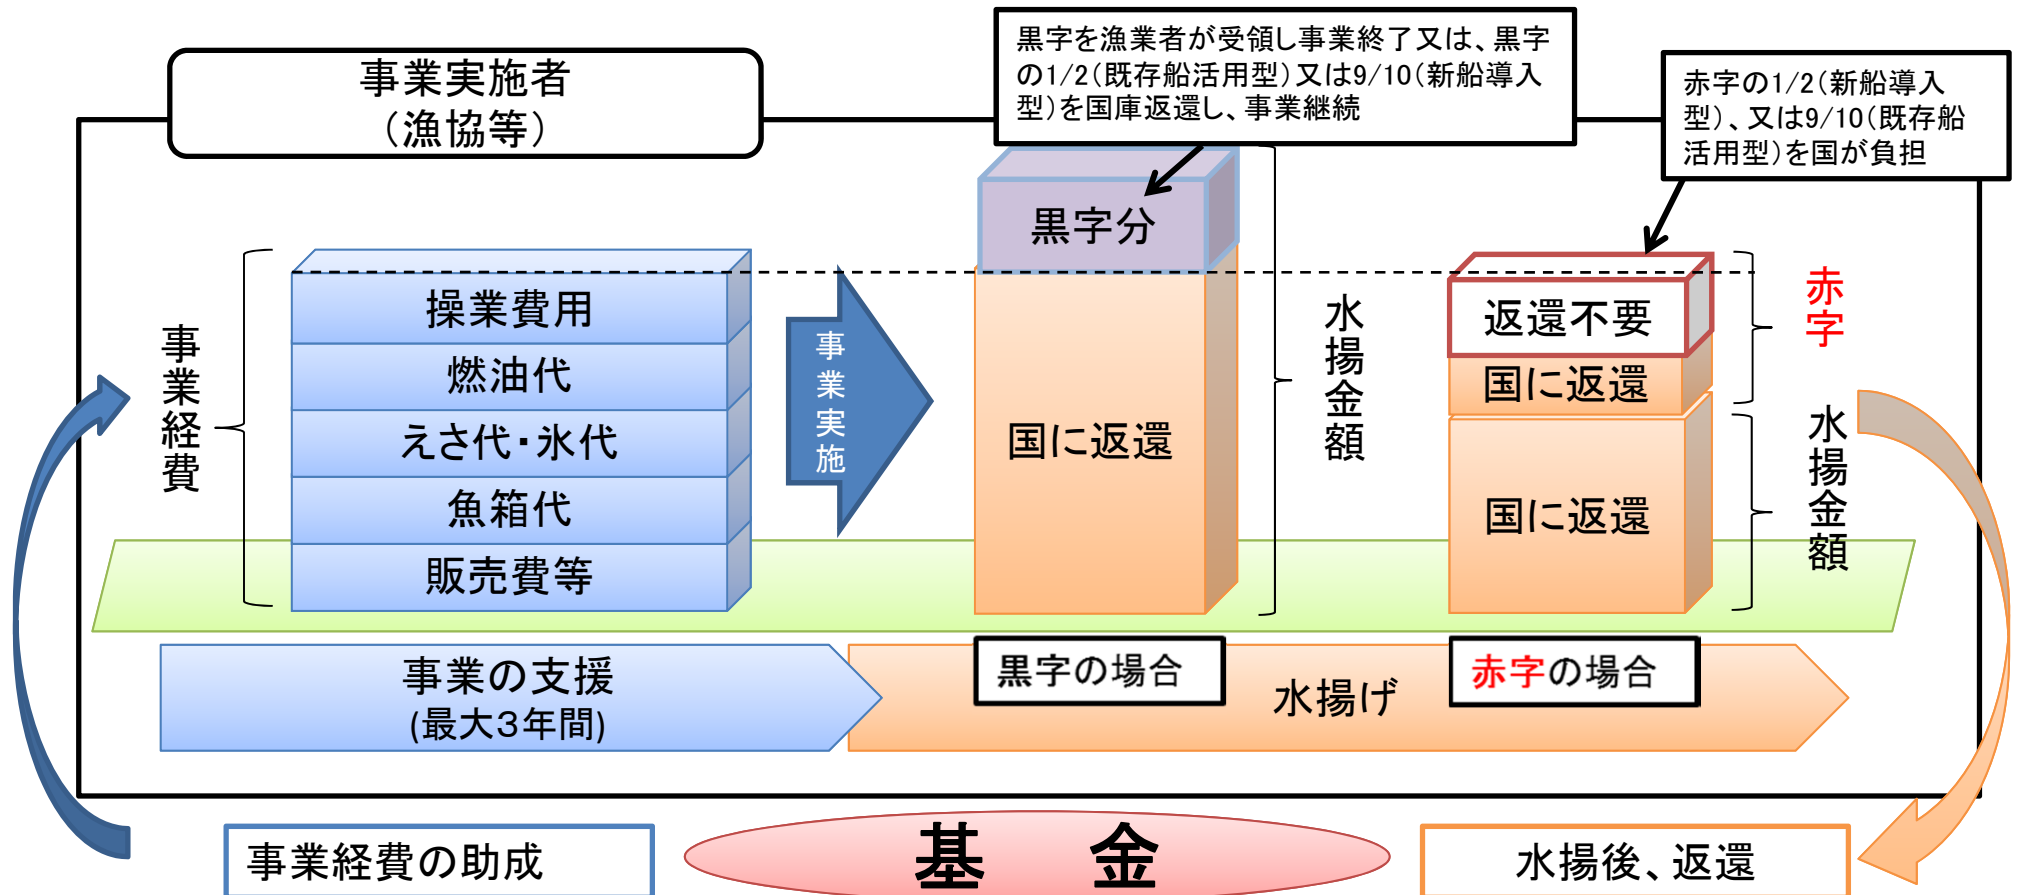 事業実施者
（漁協等）
黒字を漁業者が受領し事業終了又は、黒字
の1/2（既存船活用型）又は9/10（新船導入
型）を国庫返還し、事業継続
赤字の1/2（新船導入
型）、又は9/10（既存船
活用型）を国が負担
事業経費
操業費用
燃油代
えさ代・氷代
魚箱代
販売費等
事業実施
黒字分
国に返還
水揚金額
返還不要
国に返還
国に返還
赤字
水揚金額
事業の支援
(最大３年間)
黒字の場合
水揚げ
赤字の場合
事業経費の助成
基　金
水揚後、返還